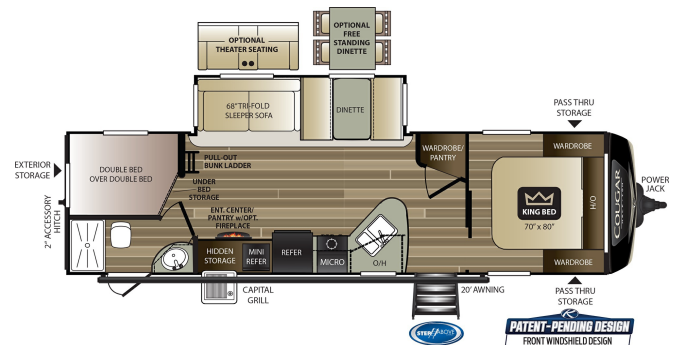 OPTIONAL
THEATER SEATING
OPTIONAL
FREE
STANDING
DINETTE
68" TRI-FOLD
SLEEPER SOFA
DINETTE
PASS THRU
STORAGE
EXTERIOR
STORAGE
DOUBLE BED
OVER DOUBLE BED
PULL-OUT
BUNK LADDER
UNDER
BED
STORAGE
WARDROBE/
PANTRY
WARDROBE
KING BED
70" x 80"
H/O
COUGAR
POWER
JACK
2" ACCESSORY
HITCH
ENT. CENTER/
PANTRY w/OPT.
FIREPLACE
HIDDEN
STORAGE
MINI
REFER
REFER
MICRO
O/H
WARDROBE
CAPITAL
GRILL
20' AWNING
PASS THRU
STORAGE
STEP ABOVE
PATENT-PENDING DESIGN
FRONT WINDSHIELD DESIGN